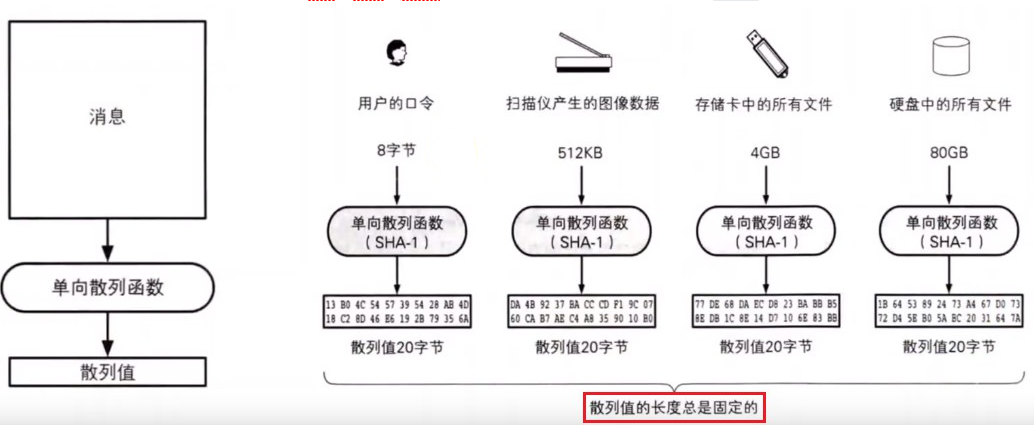 消息
单向散列函数
散列值
用户的口令
扫描仪产生的图像数据
存储卡中的所有文件
硬盘中的所有文件
8字节
512KB
4GB
80GB
单向散列函数
(SHA-1)
单向散列函数
(SHA-1)
单向散列函数
(SHA-1)
单向散列函数
(SHA-1)
13 B0 4C 54 57 39 54 28 AB 4D
18 C2 8D 46 E6 19 2B 79 35 6A
DA 4B 92 37 BA CC CD F1 9C 07
60 CA B7 AE C4 A8 35 90 10 B0
77 DE 68 DA EC D8 23 BA BB B5
8E DB 1C 8E 14 D7 10 6E 83 BB
1B 64 53 89 24 73 A4 67 D0 73
72 D4 5E B0 5A BC 20 31 64 7A
散列值20字节
散列值20字节
散列值20字节
散列值20字节
散列值的长度总是固定的